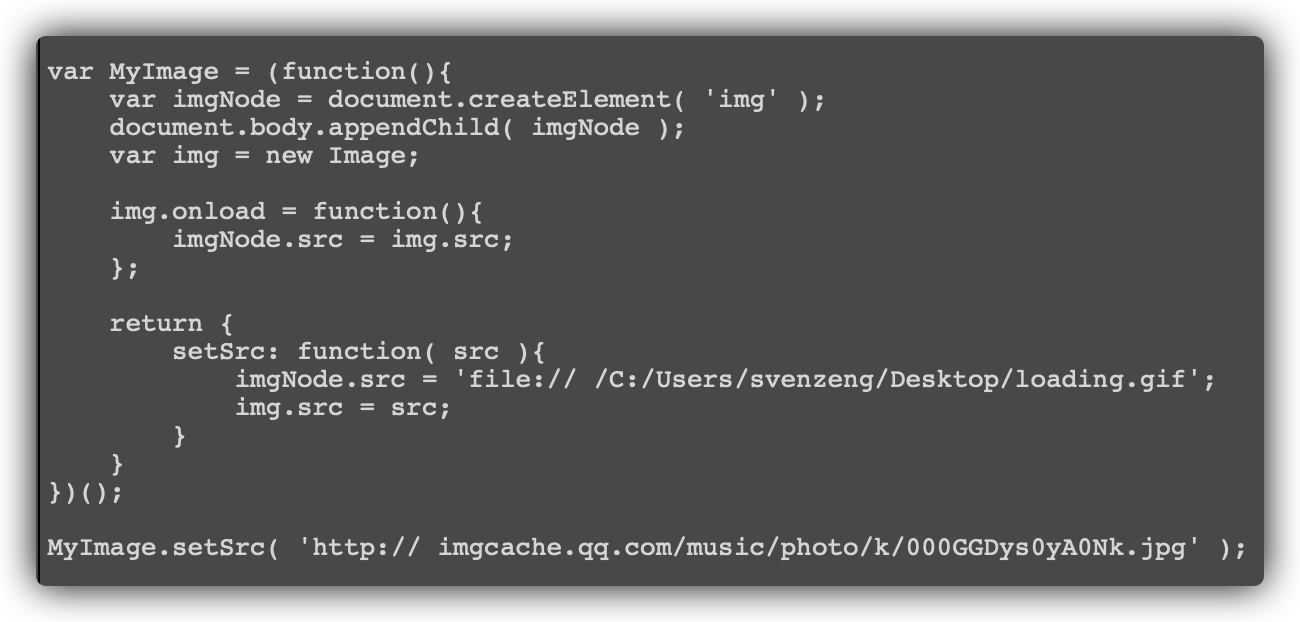 var MyImage = (function(){
    var imgNode = document.createElement( 'img' );
    document.body.appendChild( imgNode );
    var img = new Image;

    img.onload = function(){
        imgNode.src = img.src;
    };

    return {
        setSrc: function( src ){
            imgNode.src = 'file:// /C:/Users/svenzeng/Desktop/loading.gif';
            img.src = src;
        }
    }
})();

MyImage.setSrc( 'http:// imgcache.qq.com/music/photo/k/000GGDys0yA0Nk.jpg' );